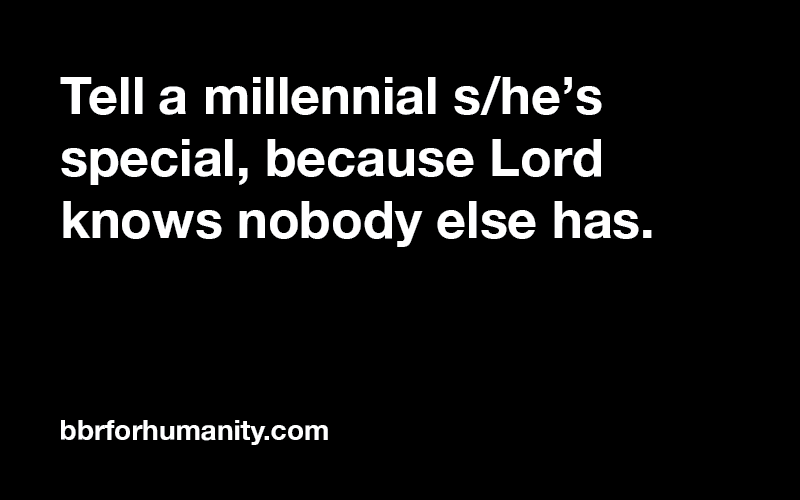 Tell a millennial s/he’s
special, because Lord
knows nobody else has.
bbrforhumanity.com